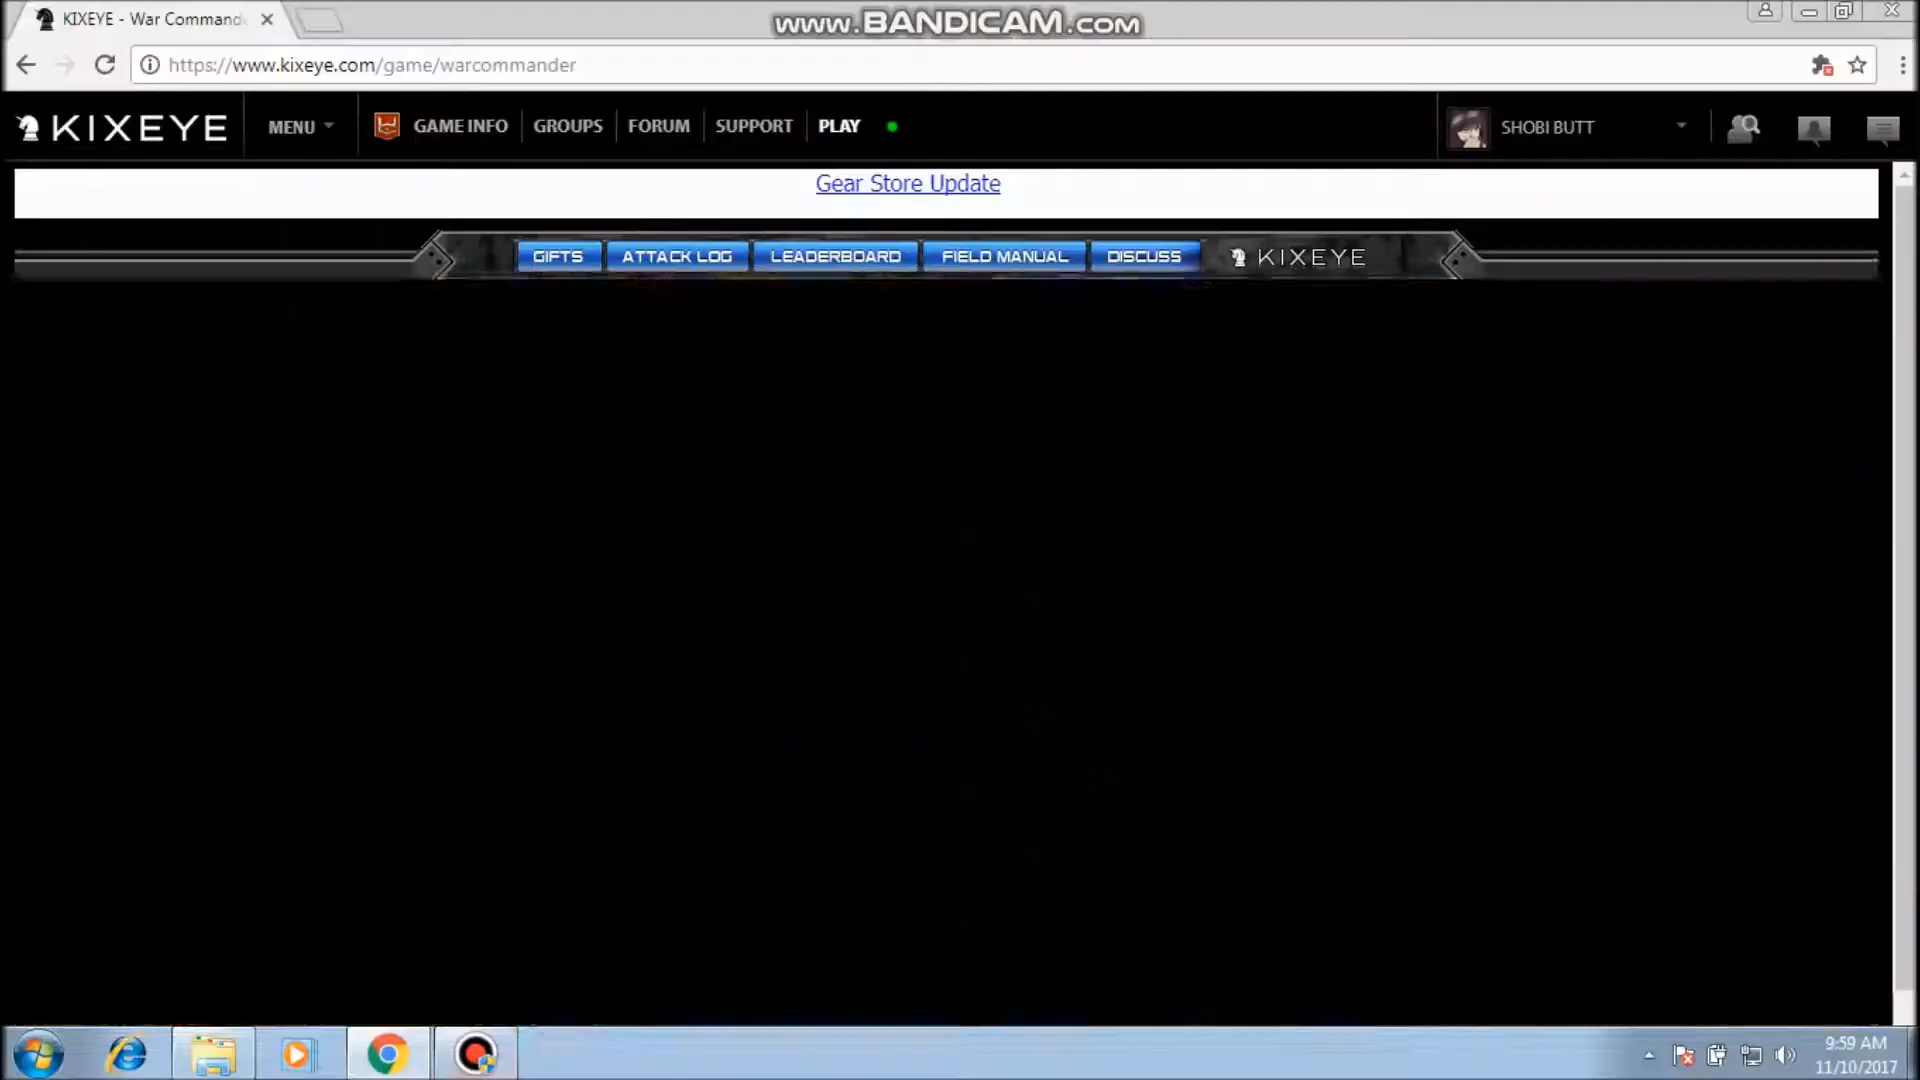 KIXEYE - War Command
www.BANDICAM.com
https://www.kixeye.com/game/warcommander
KIXEYE
MENU
GAME INFO
GROUPS
FORUM
SUPPORT
PLAY
SHOBI BUTT
Gear Store Update
GIFTS
ATTACK LOG
LEADERBOARD
FIELD MANUAL
DISCUSS
KIXEYE
9:59 AM
11/10/2017